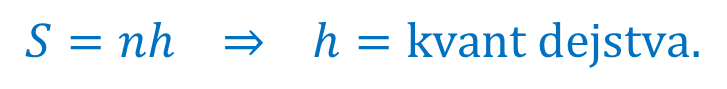 S = nh ⇒ h = kvant dejstva.